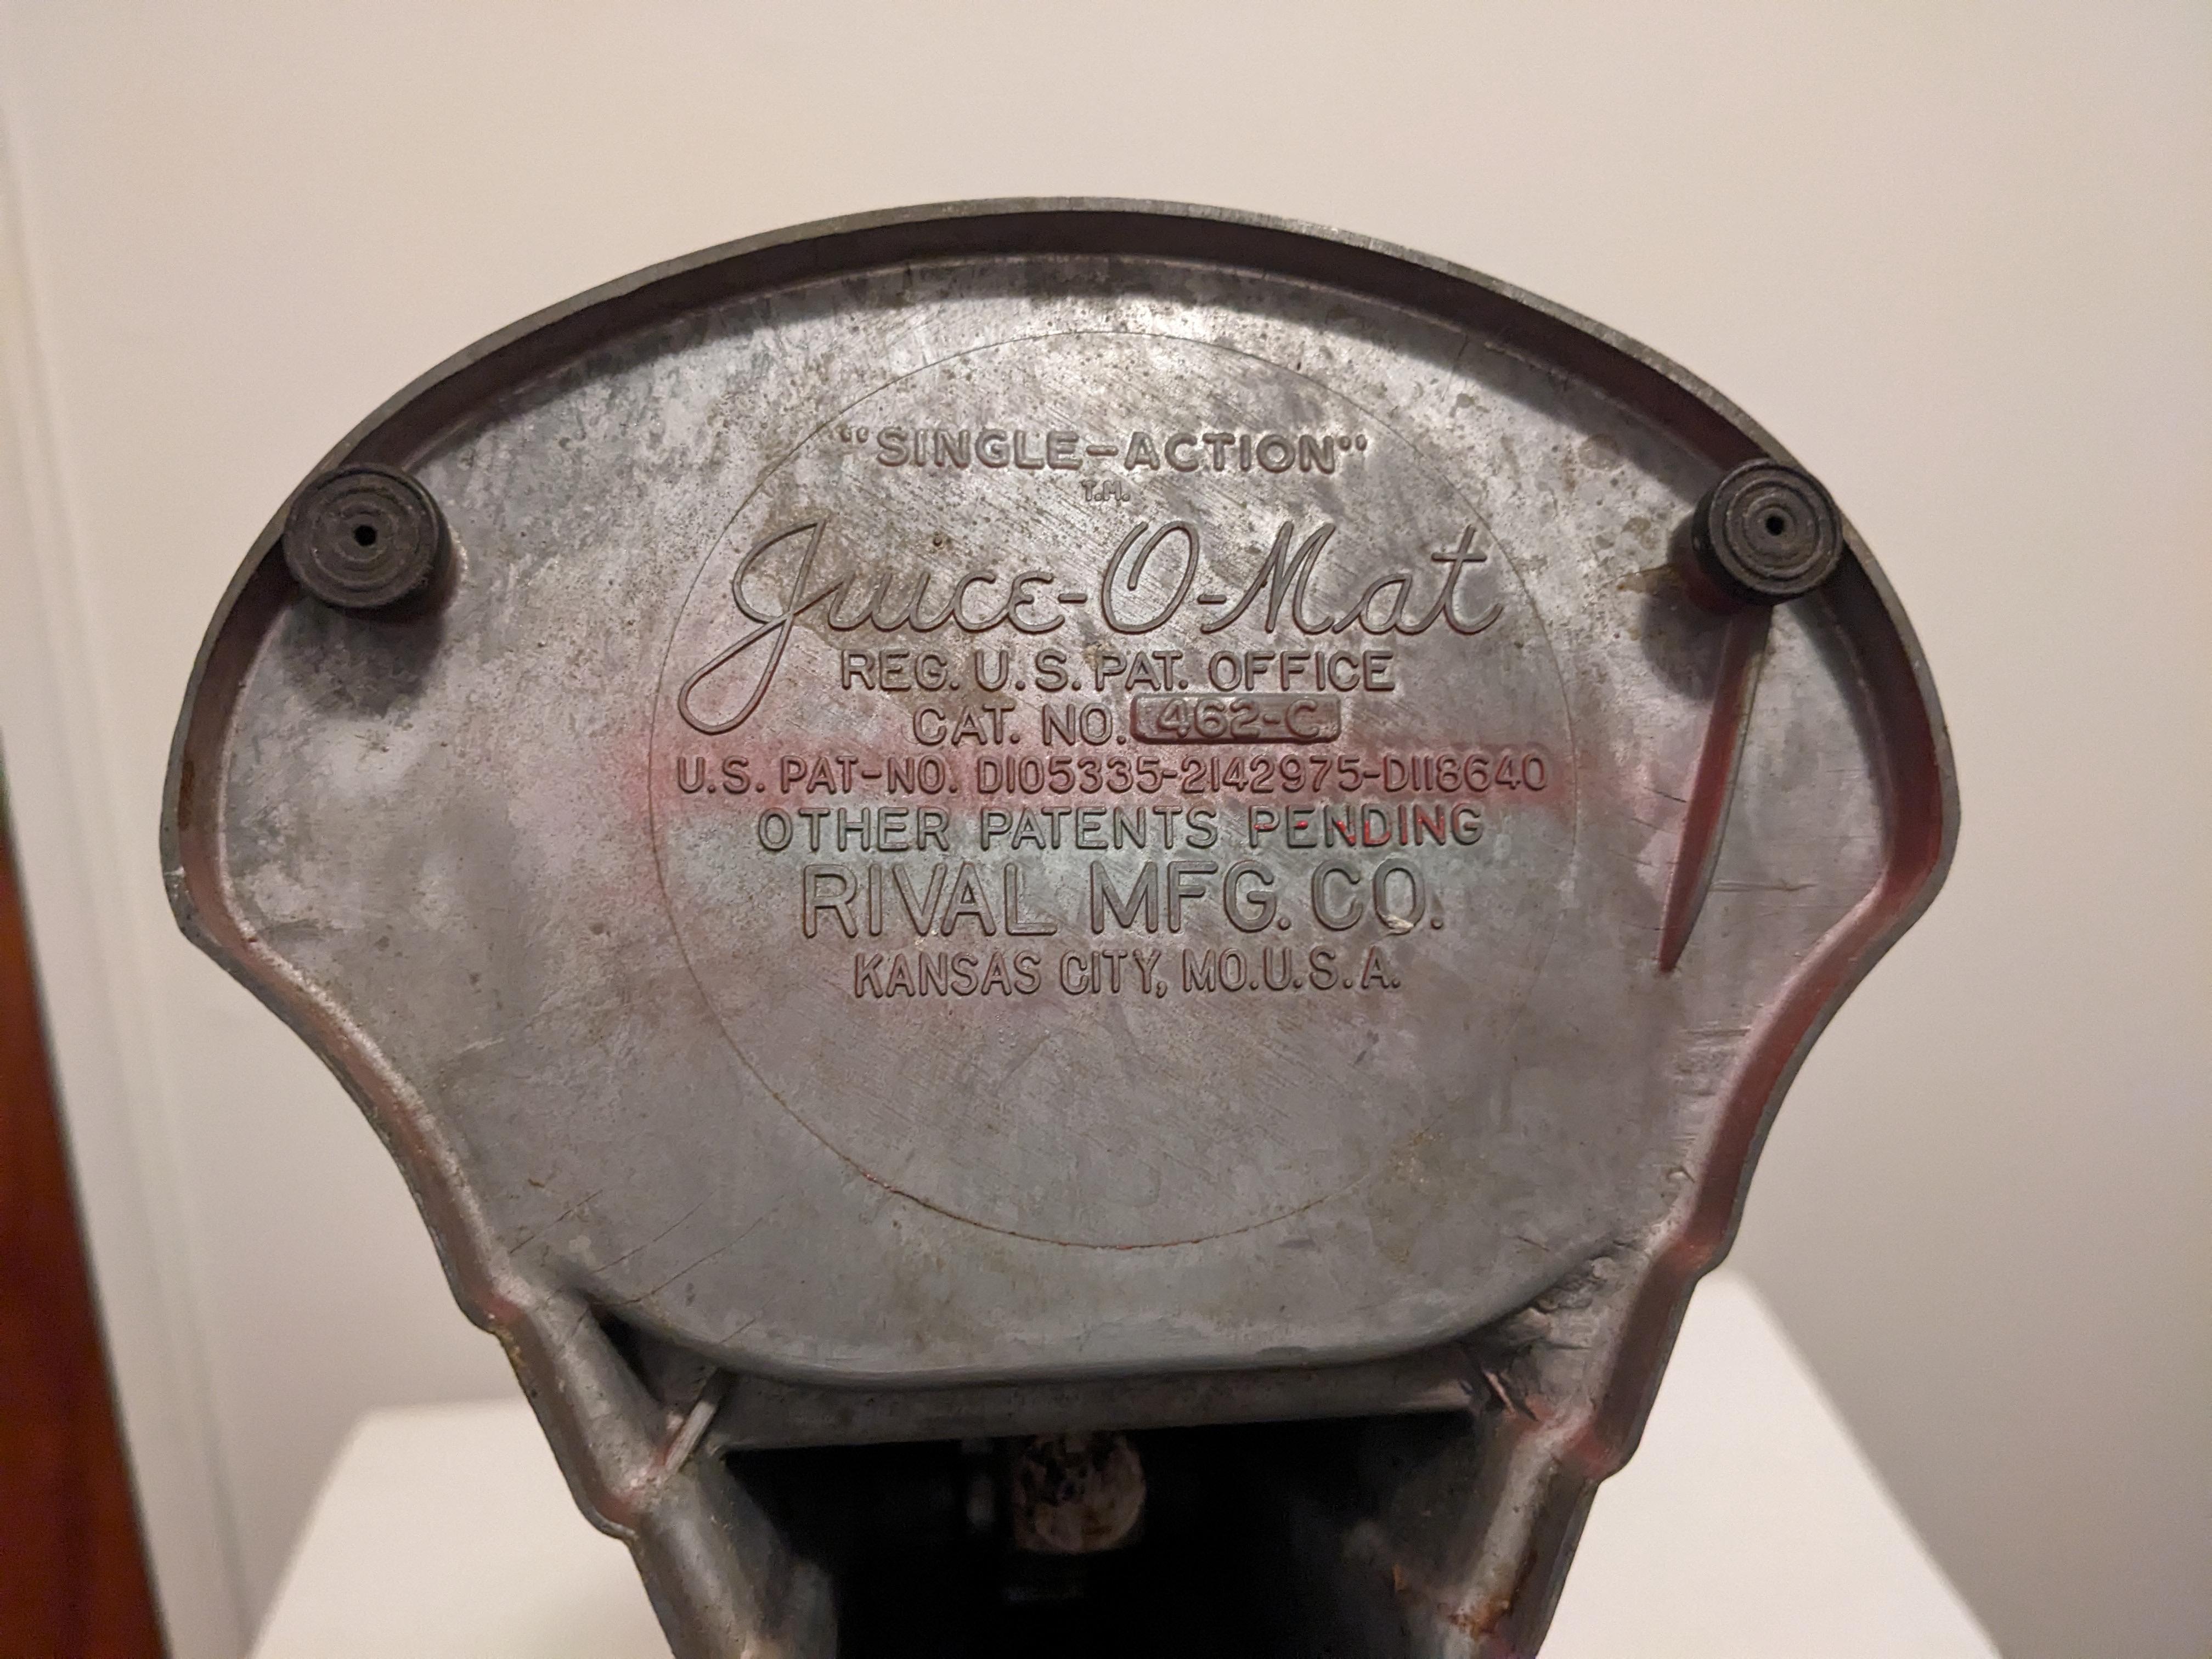 "SINGLE-ACTION"
T.M.
Juice-O-Mat
REG. U.S. PAT. OFFICE
CAT. NO. 462-C
U.S. PAT-NO. D105335-2142975-D118640
OTHER PATENTS PENDING
RIVAL MFG. CO.
KANSAS CITY, MO. U.S.A.